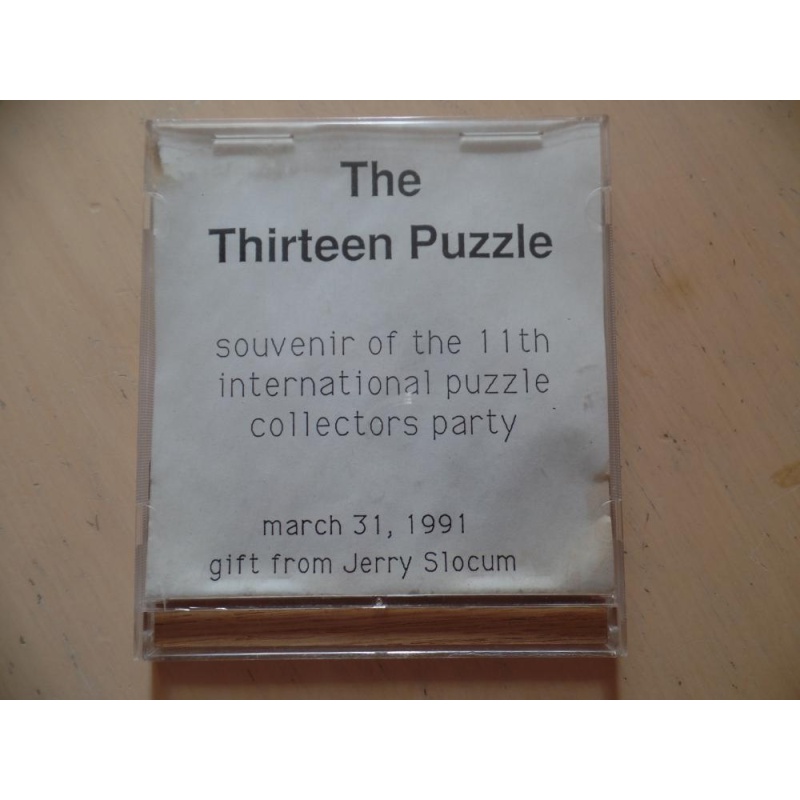 The
Thirteen Puzzle
souvenir of the 11th
international puzzle
collectors party
march 31, 1991
gift from Jerry Slocum